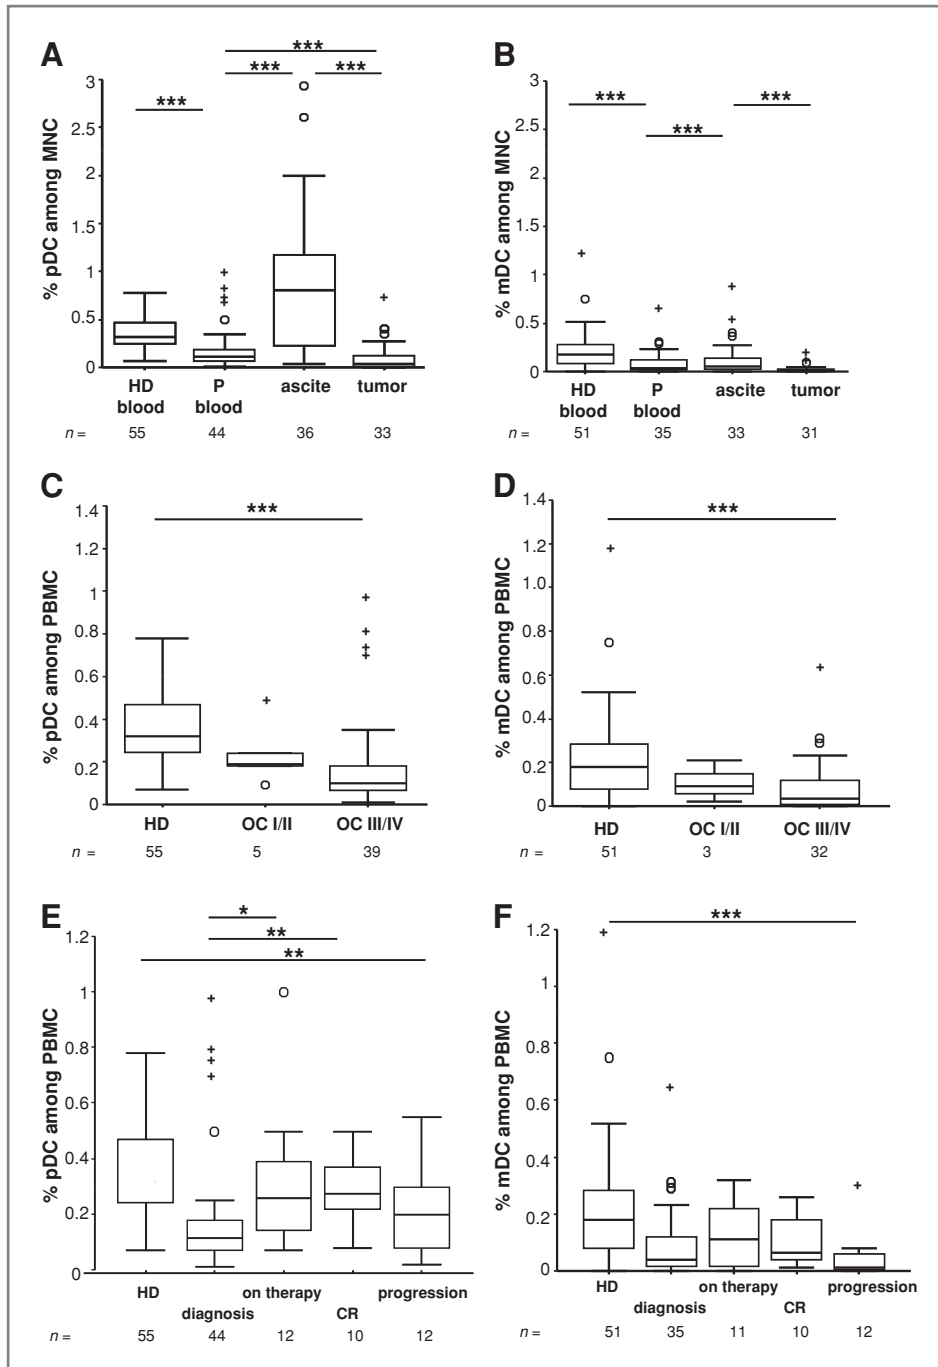 A
***
***
***
***
% pDC among MNC
3
2.5
2
1.5
1
0.5
0
HD blood
P blood
ascite
tumor
n = 55 44 36 33
B
***
***
***
% mDC among MNC
3
2.5
2
1.5
1
0.5
0
HD blood
P blood
ascite
tumor
n = 51 35 33 31
C
***
% pDC among PBMC
1.4
1.2
1
0.8
0.6
0.4
0.2
0
HD OC I/II OC III/IV
n = 55 5 39
D
***
% mDC among PBMC
1.4
1.2
1.0
0.8
0.6
0.4
0.2
0
HD OC I/II OC III/IV
n = 51 3 32
E
*
**
**
% pDC among PBMC
1.2
1
0.8
0.6
0.4
0.2
0
HD on therapy progression
diagnosis CR
n = 55 44 12 10 12
F
***
% mDC among PBMC
1.2
1
0.8
0.6
0.4
0.2
0
HD on therapy progression
diagnosis CR
n = 51 35 11 10 12